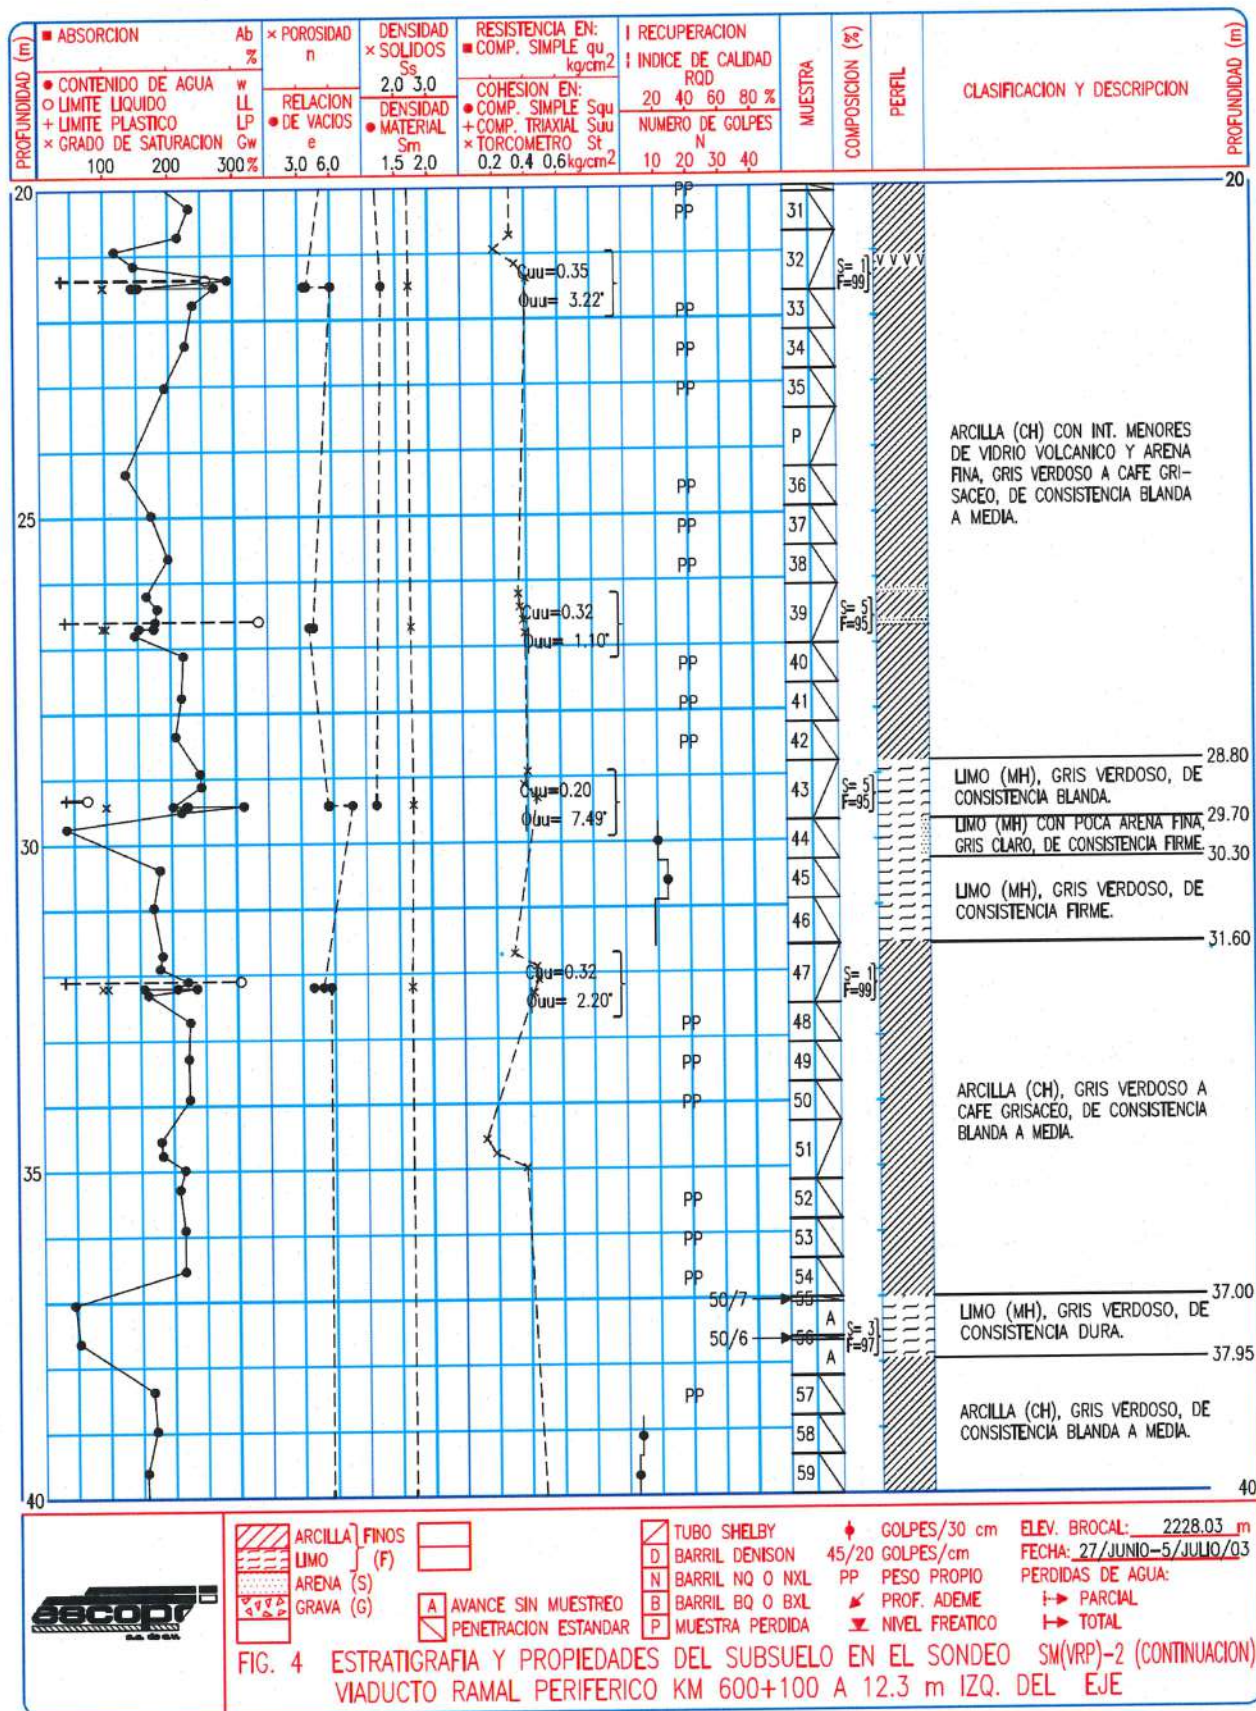 PROFUNDIDAD (m)
■ ABSORCION Ab
%
● CONTENIDO DE AGUA w
○ LIMITE LIQUIDO LL
+ LIMITE PLASTICO LP
× GRADO DE SATURACION Gw
100 200 300%
× POROSIDAD
n
RELACION
● DE VACIOS
e
3.0 6.0
DENSIDAD
× SOLIDOS
Ss
2.0 3.0
DENSIDAD
● MATERIAL
Sm
1.5 2.0
RESISTENCIA EN:
■ COMP. SIMPLE qu
kg/cm2
COHESION EN:
● COMP. SIMPLE Squ
+ COMP. TRIAXIAL Suu
× TORCOMETRO St
0.2 0.4 0.6 kg/cm2
RECUPERACION
INDICE DE CALIDAD
RQD
20 40 60 80 %
NUMERO DE GOLPES
N
10 20 30 40
MUESTRA
COMPOSICION (%)
PERFIL
CLASIFICACION Y DESCRIPCION
PROFUNDIDAD (m)
20 PP 20
PP 31
32
Cuu=0.35 S= 1
Ouu= 3.22° F=99
V V V V
PP 33
PP 34
PP 35
P
ARCILLA (CH) CON INT. MENORES
DE VIDRIO VOLCANICO Y ARENA
FINA, GRIS VERDOSO A CAFE GRI-
SACEO, DE CONSISTENCIA BLANDA
A MEDIA.
PP 36
25 PP 37
PP 38
39
Cuu=0.32 S= 5
Ouu= 1.10° F=95
PP 40
PP 41
PP 42
28.80
43
Cuu=0.20 S= 5
Ouu= 7.49° F=95
LIMO (MH), GRIS VERDOSO, DE
CONSISTENCIA BLANDA.
29.70
44
LIMO (MH) CON POCA ARENA FINA,
GRIS CLARO, DE CONSISTENCIA FIRME.
30
30.30
45
LIMO (MH), GRIS VERDOSO, DE
CONSISTENCIA FIRME.
46
31.60
47
Cuu=0.32 S= 1
Ouu= 2.20° F=99
PP 48
PP 49
PP 50
ARCILLA (CH), GRIS VERDOSO A
CAFE GRISACEO, DE CONSISTENCIA
BLANDA A MEDIA.
51
35
PP 52
PP 53
PP 54
37.00
50/7 55
A
LIMO (MH), GRIS VERDOSO, DE
CONSISTENCIA DURA.
S= 3
50/6 56 F=97
A
37.95
PP 57
ARCILLA (CH), GRIS VERDOSO, DE
CONSISTENCIA BLANDA A MEDIA.
58
59
40 40
ascopr
s.a. de c.v.
ARCILLA FINOS
LIMO (F)
ARENA (S)
GRAVA (G)
A AVANCE SIN MUESTREO
PENETRACION ESTANDAR
TUBO SHELBY
D BARRIL DENISON
N BARRIL NQ O NXL
B BARRIL BQ O BXL
P MUESTRA PERDIDA
GOLPES/30 cm
45/20 GOLPES/cm
PP PESO PROPIO
PROF. ADEME
NIVEL FREATICO
ELEV. BROCAL: 2228.03 m
FECHA: 27/JUNIO-5/JULIO/03
PERDIDAS DE AGUA:
PARCIAL
TOTAL
FIG. 4 ESTRATIGRAFIA Y PROPIEDADES DEL SUBSUELO EN EL SONDEO SM(VRP)-2 (CONTINUACION)
VIADUCTO RAMAL PERIFERICO KM 600+100 A 12.3 m IZQ. DEL EJE